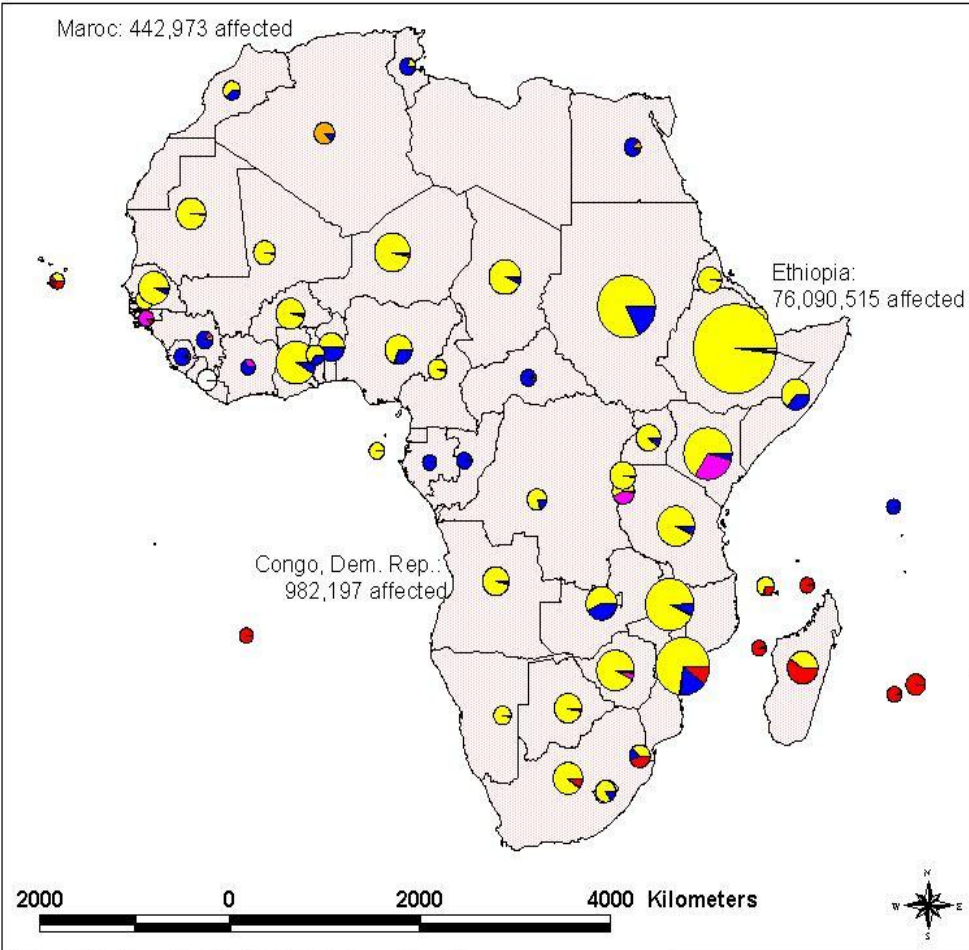 Maroc: 442,973 affected
Ethiopia:
76,090,515 affected
Congo, Dem. Rep.:
982,197 affected
2000 0 2000 4000 Kilometers
N
W E
S